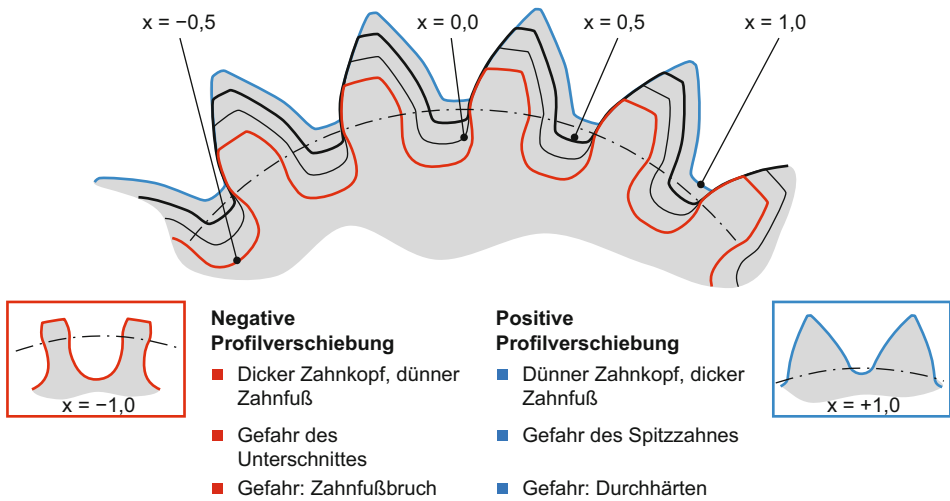 x = −0,5
x = 0,0
x = 0,5
x = 1,0
x = −1,0
Negative
Profilverschiebung
Dicker Zahnkopf, dünner
Zahnfuß
Gefahr des
Unterschnittes
Gefahr: Zahnfußbruch
Positive
Profilverschiebung
Dünner Zahnkopf, dicker
Zahnfuß
Gefahr des Spitzzahnes
Gefahr: Durchhärten
x = +1,0